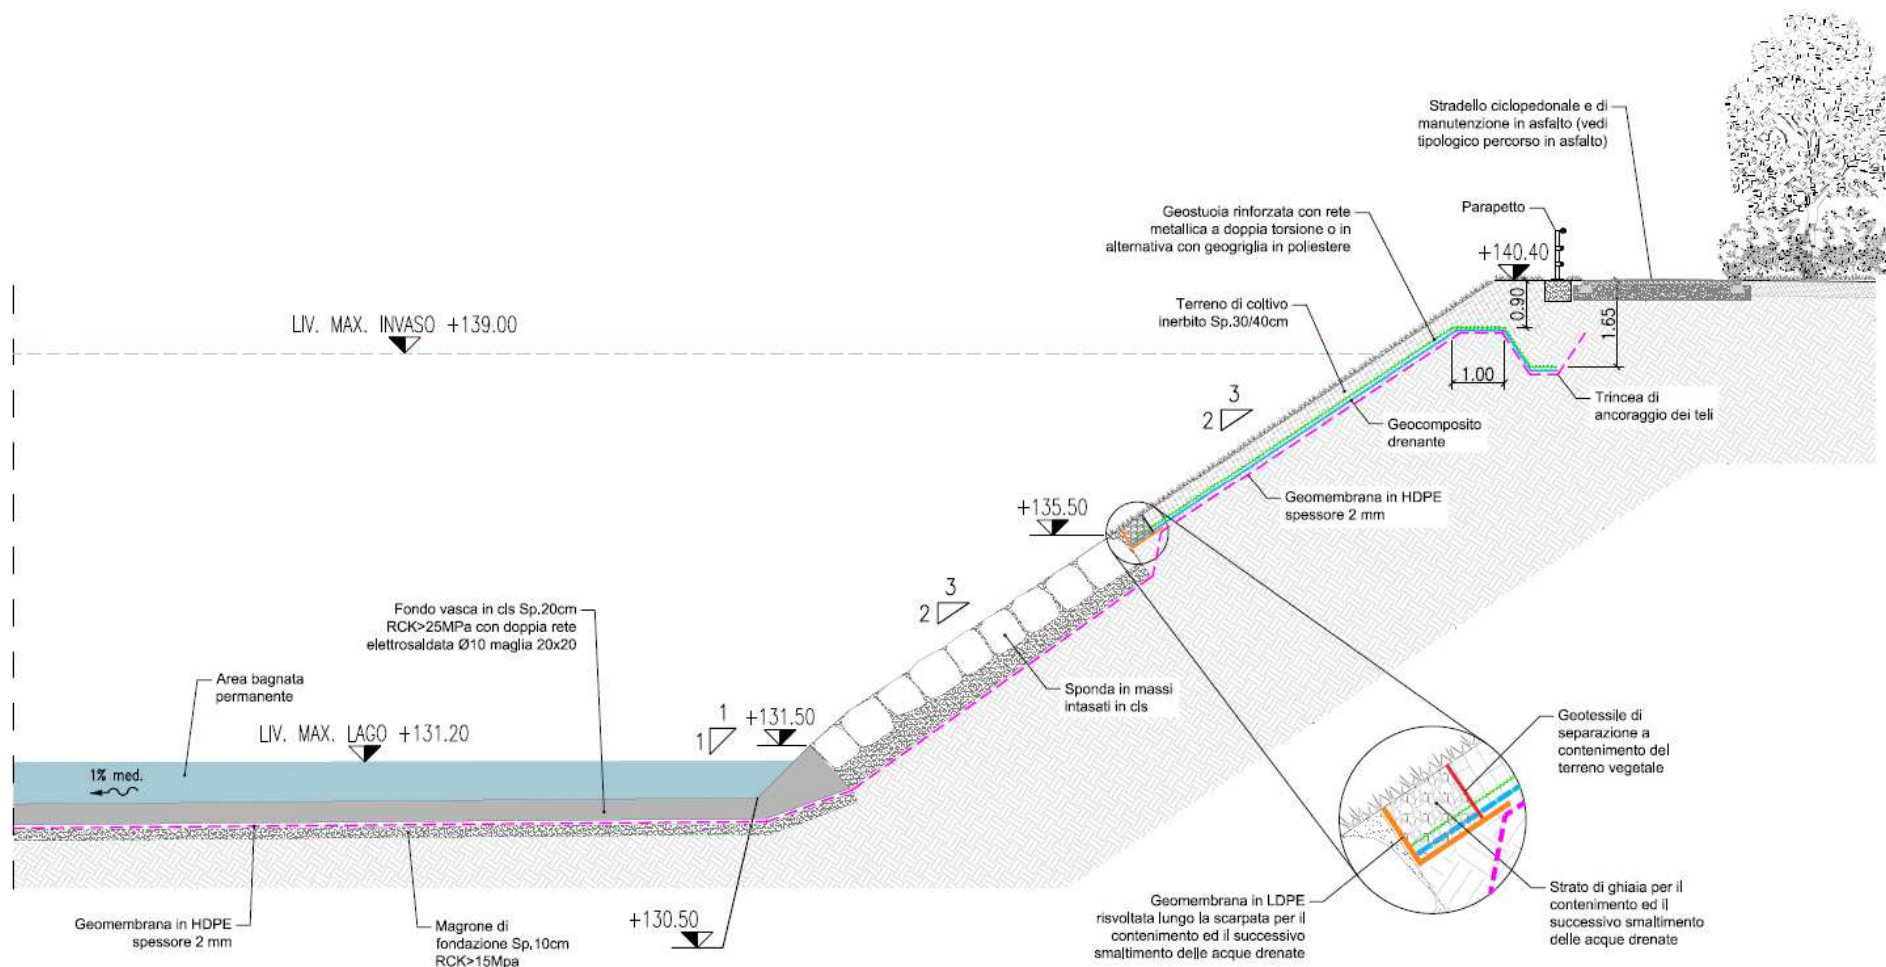 Stradello ciclopedonale e di
manutenzione in asfalto (vedi
tipologico percorso in asfalto)
Parapetto
Geostuoia rinforzata con rete
metallica a doppia torsione o in
alternativa con geogriglia in poliestere
+140.40
0.90
1.65
Terreno di coltivo
inerbito Sp.30/40cm
LIV. MAX. INVASO +139.00
1.00
3
2
Trincea di
ancoraggio dei teli
Geocomposito
drenante
Geomembrana in HDPE
spessore 2 mm
+135.50
3
2
Fondo vasca in cls Sp.20cm
RCK>25MPa con doppia rete
elettrosaldata Ø10 maglia 20x20
Area bagnata
permanente
Sponda in massi
intasati in cls
1
1
+131.50
LIV. MAX. LAGO +131.20
1% med.
Geotessile di
separazione a
contenimento del
terreno vegetale
Geomembrana in HDPE
spessore 2 mm
Magrone di
fondazione Sp.10cm
RCK>15Mpa
+130.50
Geomembrana in LDPE
risvoltata lungo la scarpata per il
contenimento ed il successivo
smaltimento delle acque drenate
Strato di ghiaia per il
contenimento ed il
successivo smaltimento
delle acque drenate